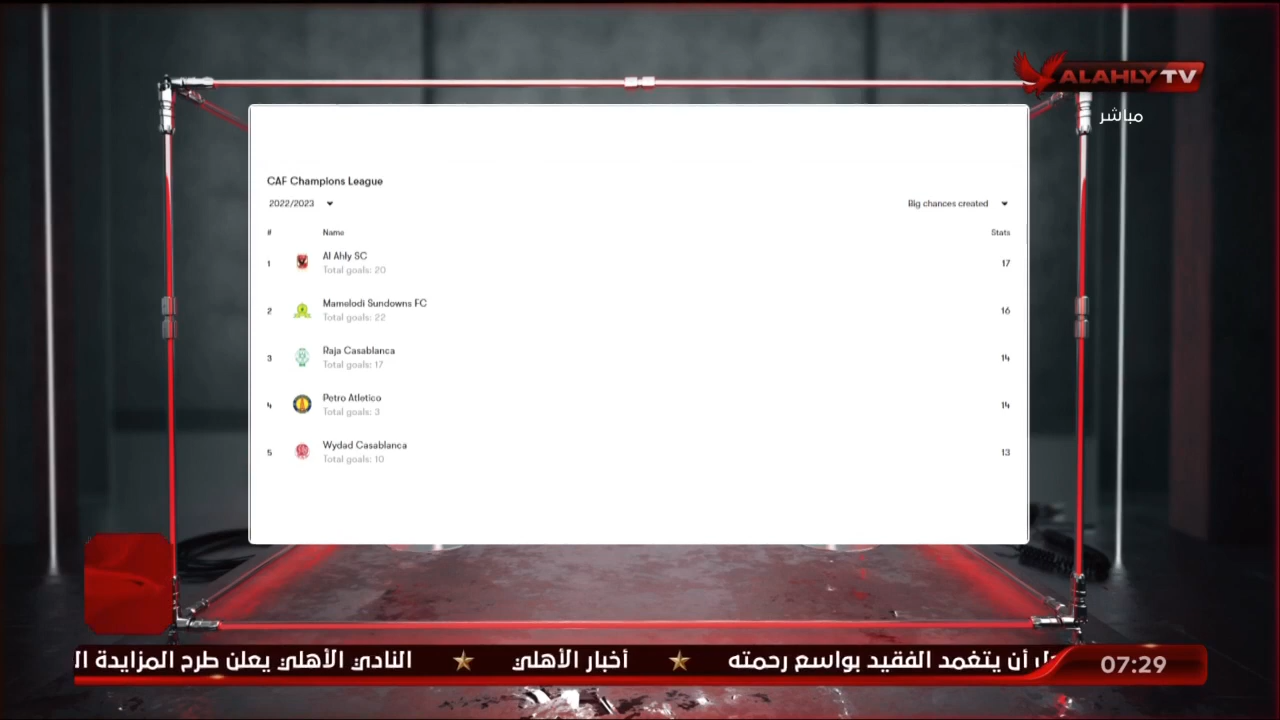 ALAHLY TV
مباشر
CAF Champions League
2022/2023
Big chances created
# Name Stats
1 Al Ahly SC 17
Total goals: 20
2 Mamelodi Sundowns FC 16
Total goals: 22
3 Raja Casablanca 14
Total goals: 17
4 Petro Atletico 14
Total goals: 3
5 Wydad Casablanca 13
Total goals: 10
أن يتغمد الفقيد بواسع رحمته ★ أخبار الأهلي ★ النادي الأهلي يعلن طرح المزايدة
07:29